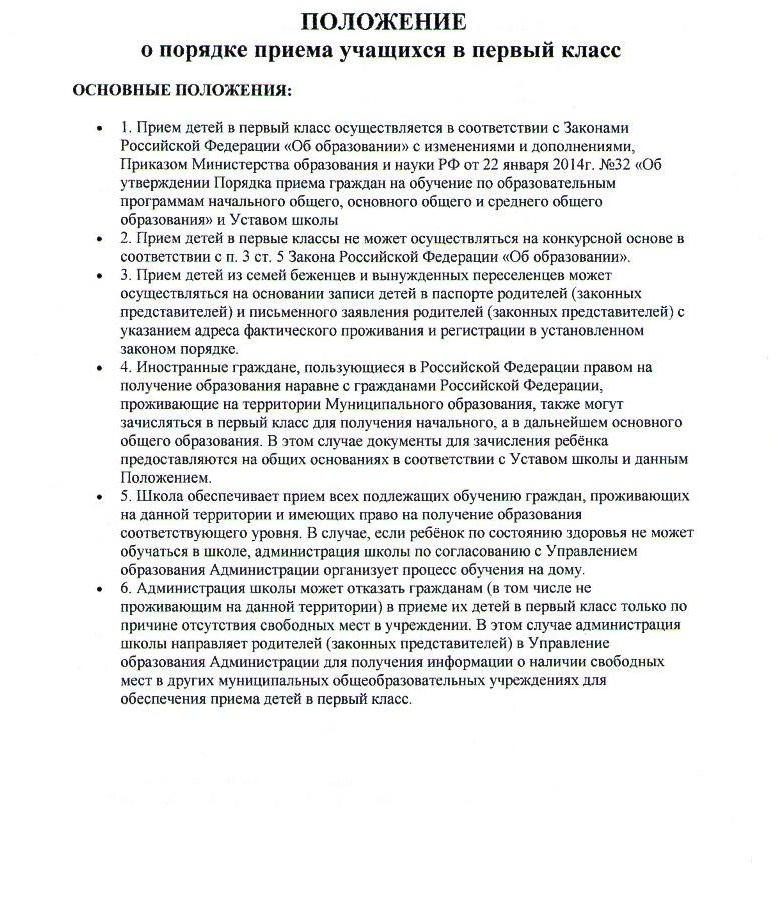 ПОЛОЖЕНИЕ
о порядке приема учащихся в первый класс
ОСНОВНЫЕ ПОЛОЖЕНИЯ:
• 1. Прием детей в первый класс осуществляется в соответствии с Законами
Российской Федерации «Об образовании» с изменениями и дополнениями,
Приказом Министерства образования и науки РФ от 22 января 2014г. №32 «Об
утверждении Порядка приема граждан на обучение по образовательным
программам начального общего, основного общего и среднего общего
образования» и Уставом школы
• 2. Прием детей в первые классы не может осуществляться на конкурсной основе в
соответствии с п. 3 ст. 5 Закона Российской Федерации «Об образовании».
• 3. Прием детей из семей беженцев и вынужденных переселенцев может
осуществляться на основании записи детей в паспорте родителей (законных
представителей) и письменного заявления родителей (законных представителей) с
указанием адреса фактического проживания и регистрации в установленном
законом порядке.
• 4. Иностранные граждане, пользующиеся в Российской Федерации правом на
получение образования наравне с гражданами Российской Федерации,
проживающие на территории Муниципального образования, также могут
зачисляться в первый класс для получения начального, а в дальнейшем основного
общего образования. В этом случае документы для зачисления ребёнка
предоставляются на общих основаниях в соответствии с Уставом школы и данным
Положением.
• 5. Школа обеспечивает прием всех подлежащих обучению граждан, проживающих
на данной территории и имеющих право на получение образования
соответствующего уровня. В случае, если ребёнок по состоянию здоровья не может
обучаться в школе, администрация школы по согласованию с Управлением
образования Администрации организует процесс обучения на дому.
• 6. Администрация школы может отказать гражданам (в том числе не
проживающим на данной территории) в приеме их детей в первый класс только по
причине отсутствия свободных мест в учреждении. В этом случае администрация
школы направляет родителей (законных представителей) в Управление
образования Администрации для получения информации о наличии свободных
мест в других муниципальных общеобразовательных учреждениях для
обеспечения приема детей в первый класс.